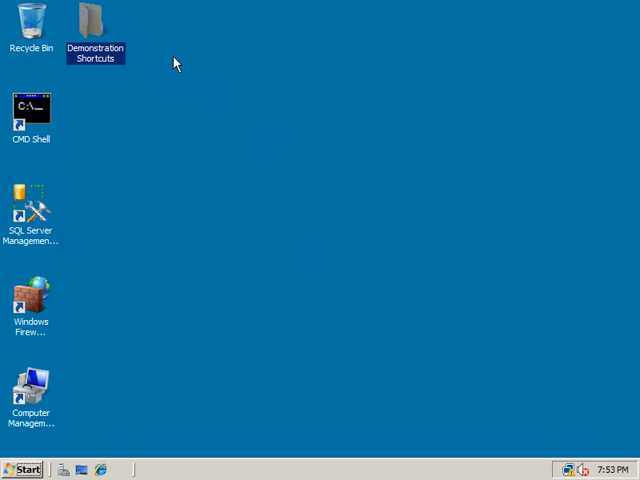 Recycle Bin
Demonstration
Shortcuts
C:\_
CMD Shell
SQL Server
Managemen...
Windows
Firew...
Computer
Managem...
Start
7:53 PM